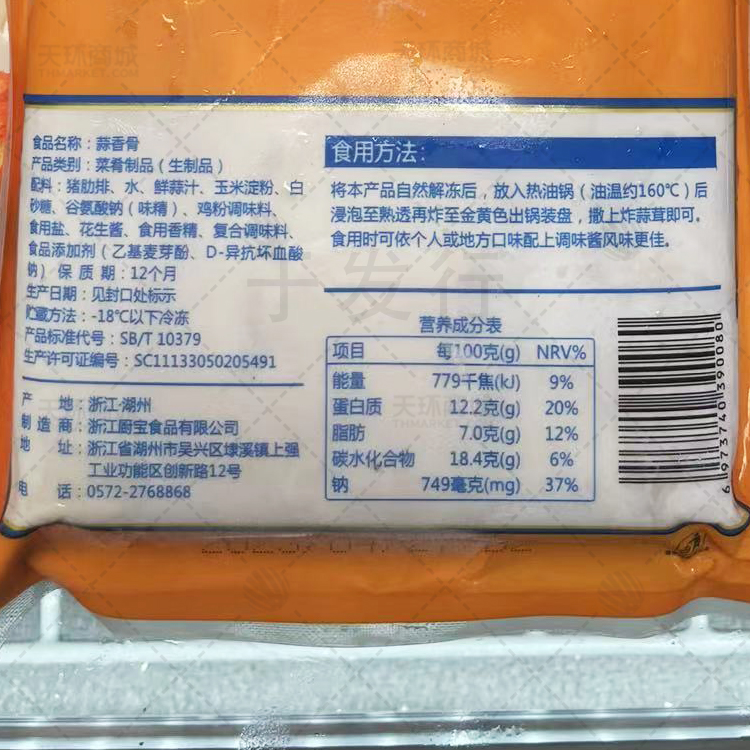 天环商城
THMARKET.COM
食品名称：蒜香骨
产品类别：菜肴制品（生制品）
配料：猪肋排、水、鲜蒜汁、玉米淀粉、白
砂糖、谷氨酸钠（味精）、鸡粉调味料、
食用盐、花生酱、食用香精、复合调味料、
食品添加剂（乙基麦芽酚、D-异抗坏血酸
钠）保质期：12个月
生产日期：见封口处标示
贮藏方法：-18℃以下冷冻
产品标准代号：SB/T 10379
生产许可证编号：SC11133050205491
产 地：浙江·湖州
制造商：浙江厨宝食品有限公司
地 址：浙江省湖州市吴兴区埭溪镇上强
工业功能区创新路12号
电 话：0572-2768868
食用方法：
将本产品自然解冻后，放入热油锅（油温约160℃）后
浸泡至熟透再炸至金黄色出锅装盘，撒上炸蒜茸即可。
食用时可依个人或地方口味配上调味酱风味更佳。
于发行
营养成分表
项目 每100克(g) NRV%
能量 779千焦(kJ) 9%
蛋白质 12.2克(g) 20%
脂肪 7.0克(g) 12%
碳水化合物 18.4克(g) 6%
钠 749毫克(mg) 37%
6 973740 390080